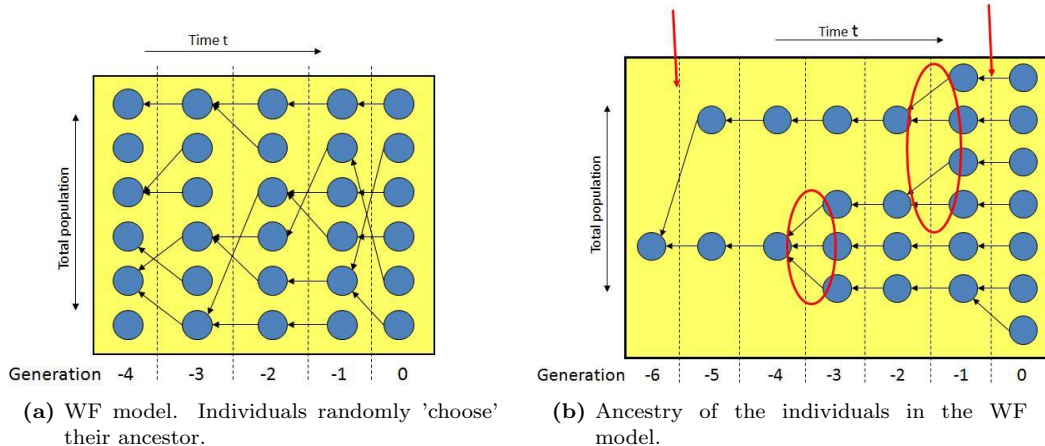 Time t
Total population
Generation -4 -3 -2 -1 0
(a) WF model. Individuals randomly 'choose'
their ancestor.
Time t
Total population
Generation -6 -5 -4 -3 -2 -1 0
(b) Ancestry of the individuals in the WF
model.